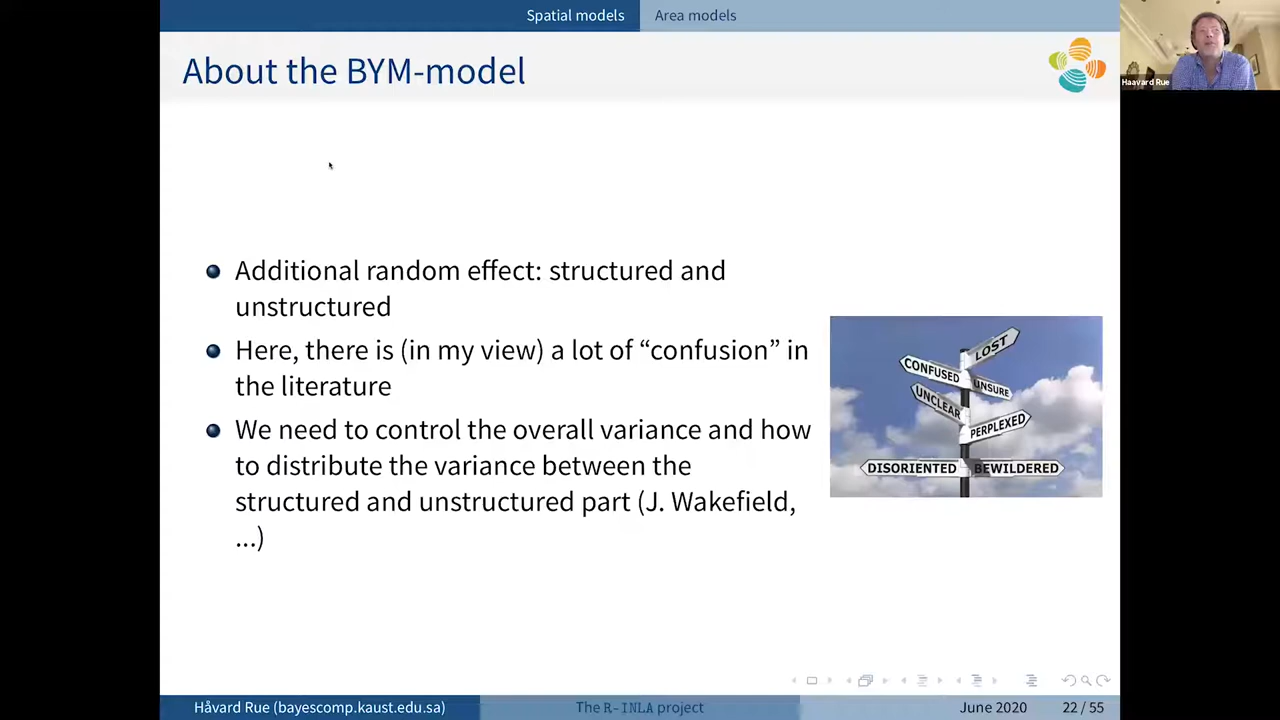 Spatial models Area models
About the BYM-model
Haavard Rue
Additional random effect: structured and
unstructured
Here, there is (in my view) a lot of “confusion” in
the literature
We need to control the overall variance and how
to distribute the variance between the
structured and unstructured part (J. Wakefield,
...)
LOST
CONFUSED
UNSURE
UNCLEAR
PERPLEXED
DISORIENTED BEWILDERED
Håvard Rue (bayescomp.kaust.edu.sa) The R-INLA project June 2020 22 / 55